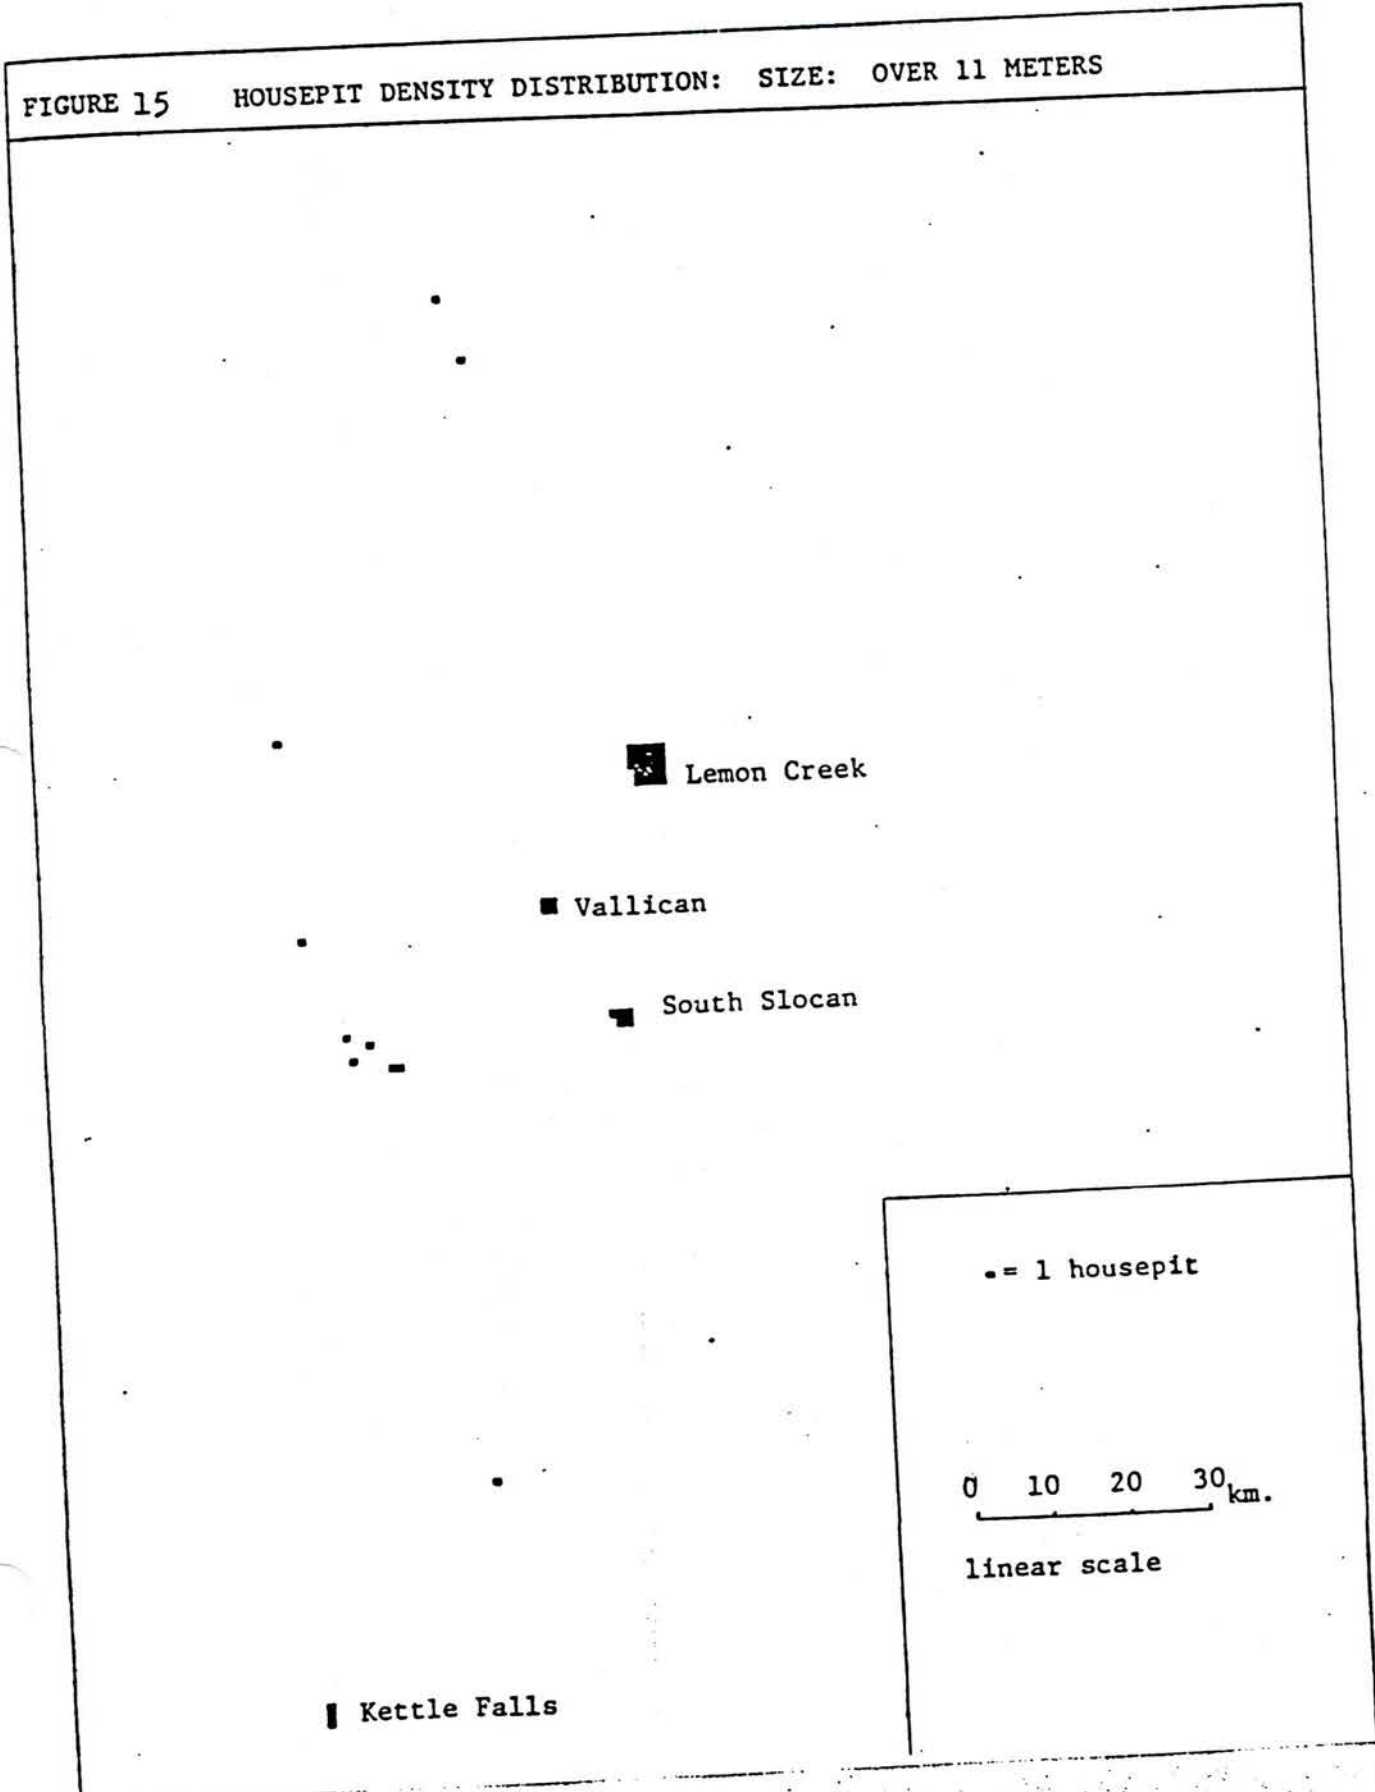 FIGURE 15 HOUSEPIT DENSITY DISTRIBUTION: SIZE: OVER 11 METERS
Lemon Creek
Vallican
South Slocan
.= 1 housepit
0 10 20 30 km.
linear scale
Kettle Falls